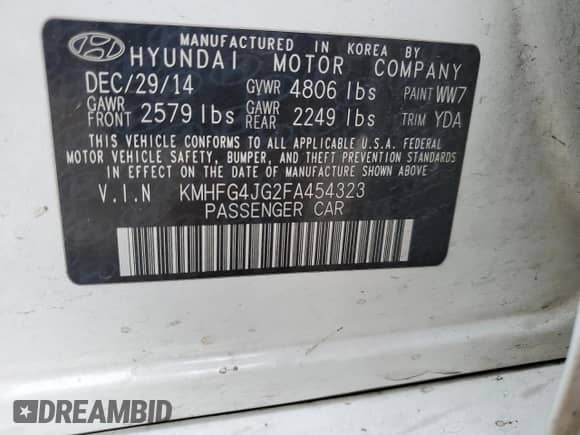 MANUFACTURED IN KOREA BY
HYUNDAI MOTOR COMPANY
DEC/29/14 GVWR 4806 lbs PAINT WW7
GAWR FRONT 2579 lbs GAWR REAR 2249 lbs TRIM YDA
THIS VEHICLE CONFORMS TO ALL APPLICABLE U.S.A. FEDERAL
MOTOR VEHICLE SAFETY, BUMPER, AND THEFT PREVENTION STANDARDS
IN EFFECT ON THE DATE OF MANUFACTURE SHOWN ABOVE
V.I.N KMHFG4JG2FA454323
PASSENGER CAR
DREAMBID